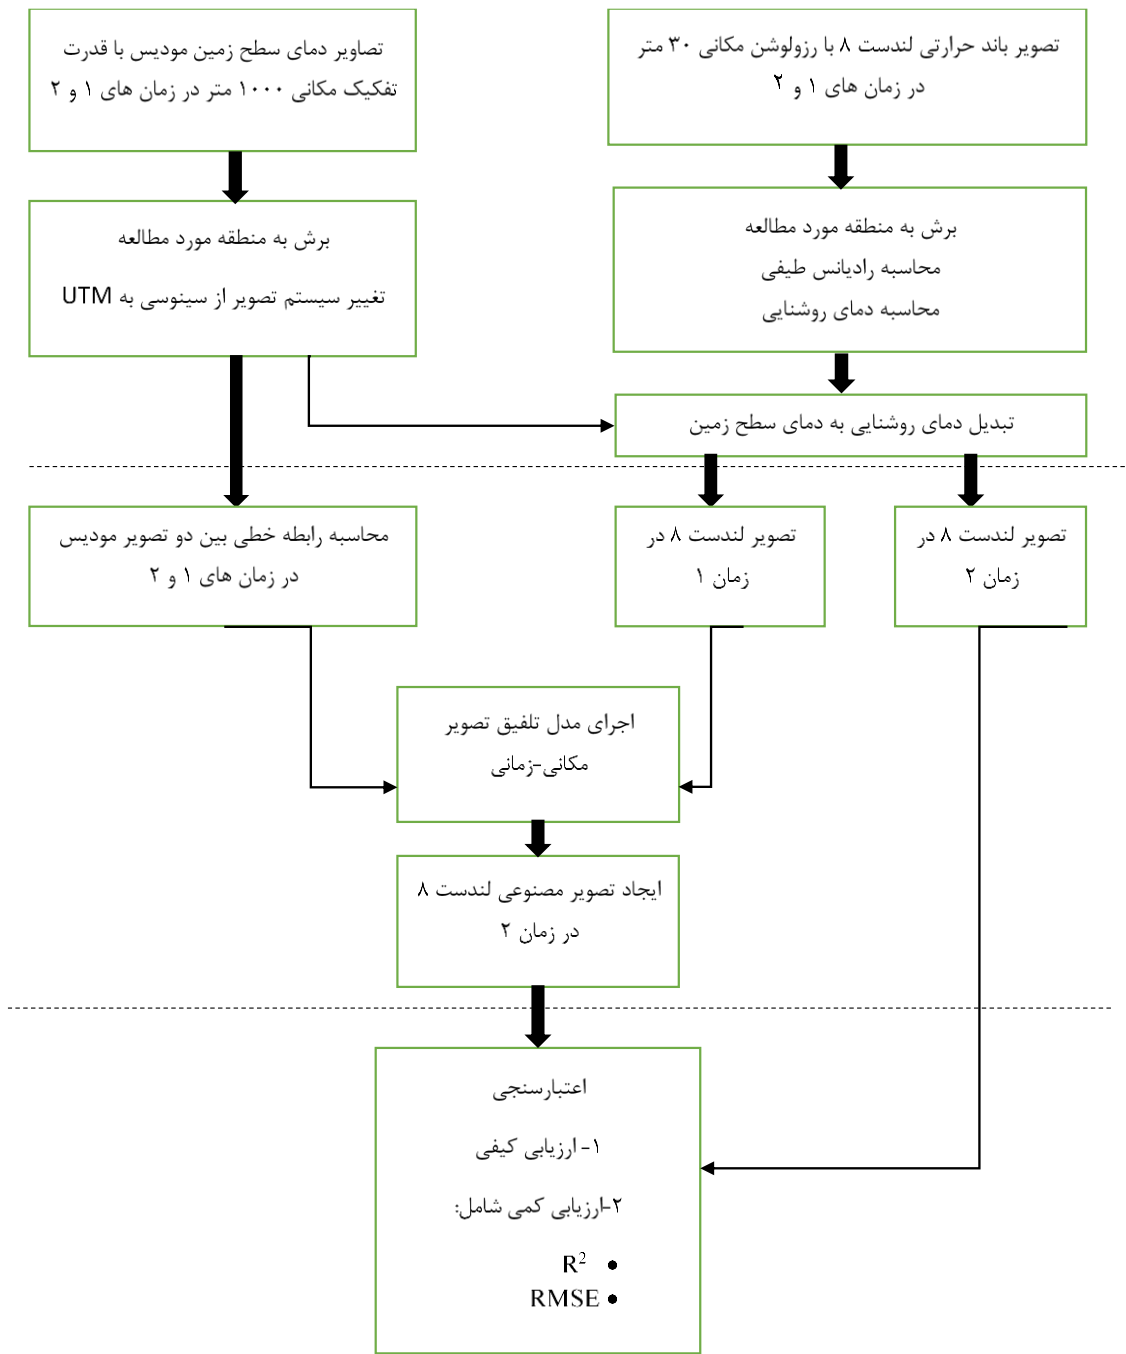 تصویر باند حرارتی لندست ۸ با رزولوشن مکانی ۳۰ متر
در زمان های ۱ و ۲
تصاویر دمای سطح زمین مودیس با قدرت
تفکیک مکانی ۱۰۰۰ متر در زمان های ۱ و ۲
برش به منطقه مورد مطالعه
محاسبه رادیانس طیفی
محاسبه دمای روشنایی
برش به منطقه مورد مطالعه
تغییر سیستم تصویر از سینوسی به UTM
تبدیل دمای روشنایی به دمای سطح زمین
تصویر لندست ۸ در
زمان ۲
تصویر لندست ۸ در
زمان ۱
محاسبه رابطه خطی بین دو تصویر مودیس
در زمان های ۱ و ۲
اجرای مدل تلفیق تصویر
مکانی-زمانی
ایجاد تصویر مصنوعی لندست ۸
در زمان ۲
اعتبارسنجی
۱- ارزیابی کیفی
۲-ارزیابی کمی شامل:
• R²
• RMSE